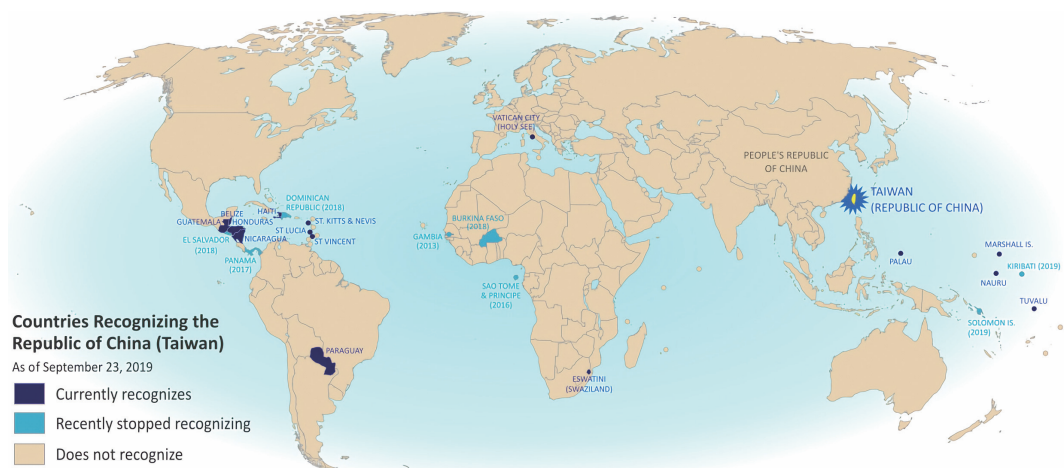 VATICAN CITY
(HOLY SEE)
PEOPLE'S REPUBLIC
OF CHINA
TAIWAN
(REPUBLIC OF CHINA)
DOMINICAN
REPUBLIC (2018)
HAITI
BELIZE
GUATEMALA
HONDURAS
ST. KITTS & NEVIS
ST LUCIA
ST VINCENT
EL SALVADOR
(2018)
NICARAGUA
PANAMA
(2017)
BURKINA FASO
(2018)
GAMBIA
(2013)
SAO TOME
& PRINCIPE
(2016)
PALAU
MARSHALL IS.
KIRIBATI (2019)
NAURU
TUVALU
SOLOMON IS.
(2019)
PARAGUAY
ESWATINI
(SWAZILAND)
Countries Recognizing the
Republic of China (Taiwan)
As of September 23, 2019
Currently recognizes
Recently stopped recognizing
Does not recognize